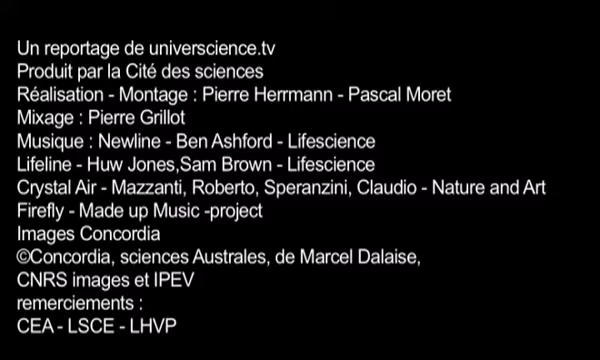 Un reportage de universcience.tv
Produit par la Cité des sciences
Réalisation - Montage : Pierre Herrmann - Pascal Moret
Mixage : Pierre Grillot
Musique : Newline - Ben Ashford - Lifescience
Lifeline - Huw Jones,Sam Brown - Lifescience
Crystal Air - Mazzanti, Roberto, Speranzini, Claudio - Nature and Art
Firefly - Made up Music -project
Images Concordia
©Concordia, sciences Australes, de Marcel Dalaise,
CNRS images et IPEV
remerciements :
CEA - LSCE - LHVP